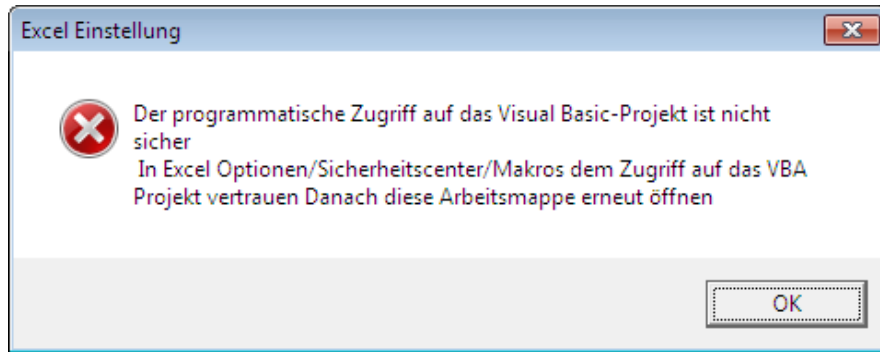 Excel Einstellung
Der programmatische Zugriff auf das Visual Basic-Projekt ist nicht
sicher
In Excel Optionen/Sicherheitscenter/Makros dem Zugriff auf das VBA
Projekt vertrauen Danach diese Arbeitsmappe erneut öffnen
OK